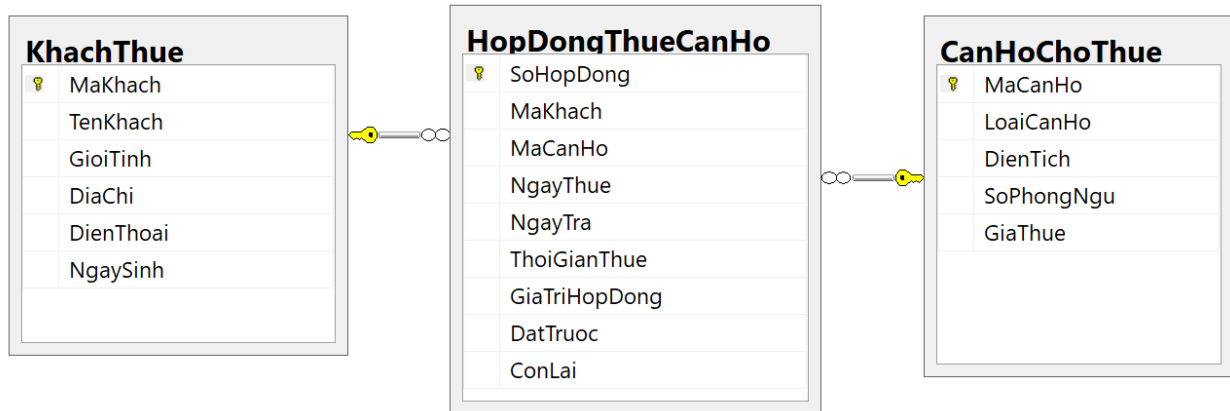 KhachThue
MaKhach
TenKhach
GioiTinh
DiaChi
DienThoai
NgaySinh
HopDongThueCanHo
SoHopDong
MaKhach
MaCanHo
NgayThue
NgayTra
ThoiGianThue
GiaTriHopDong
DatTruoc
ConLai
CanHoChoThue
MaCanHo
LoaiCanHo
DienTich
SoPhongNgu
GiaThue